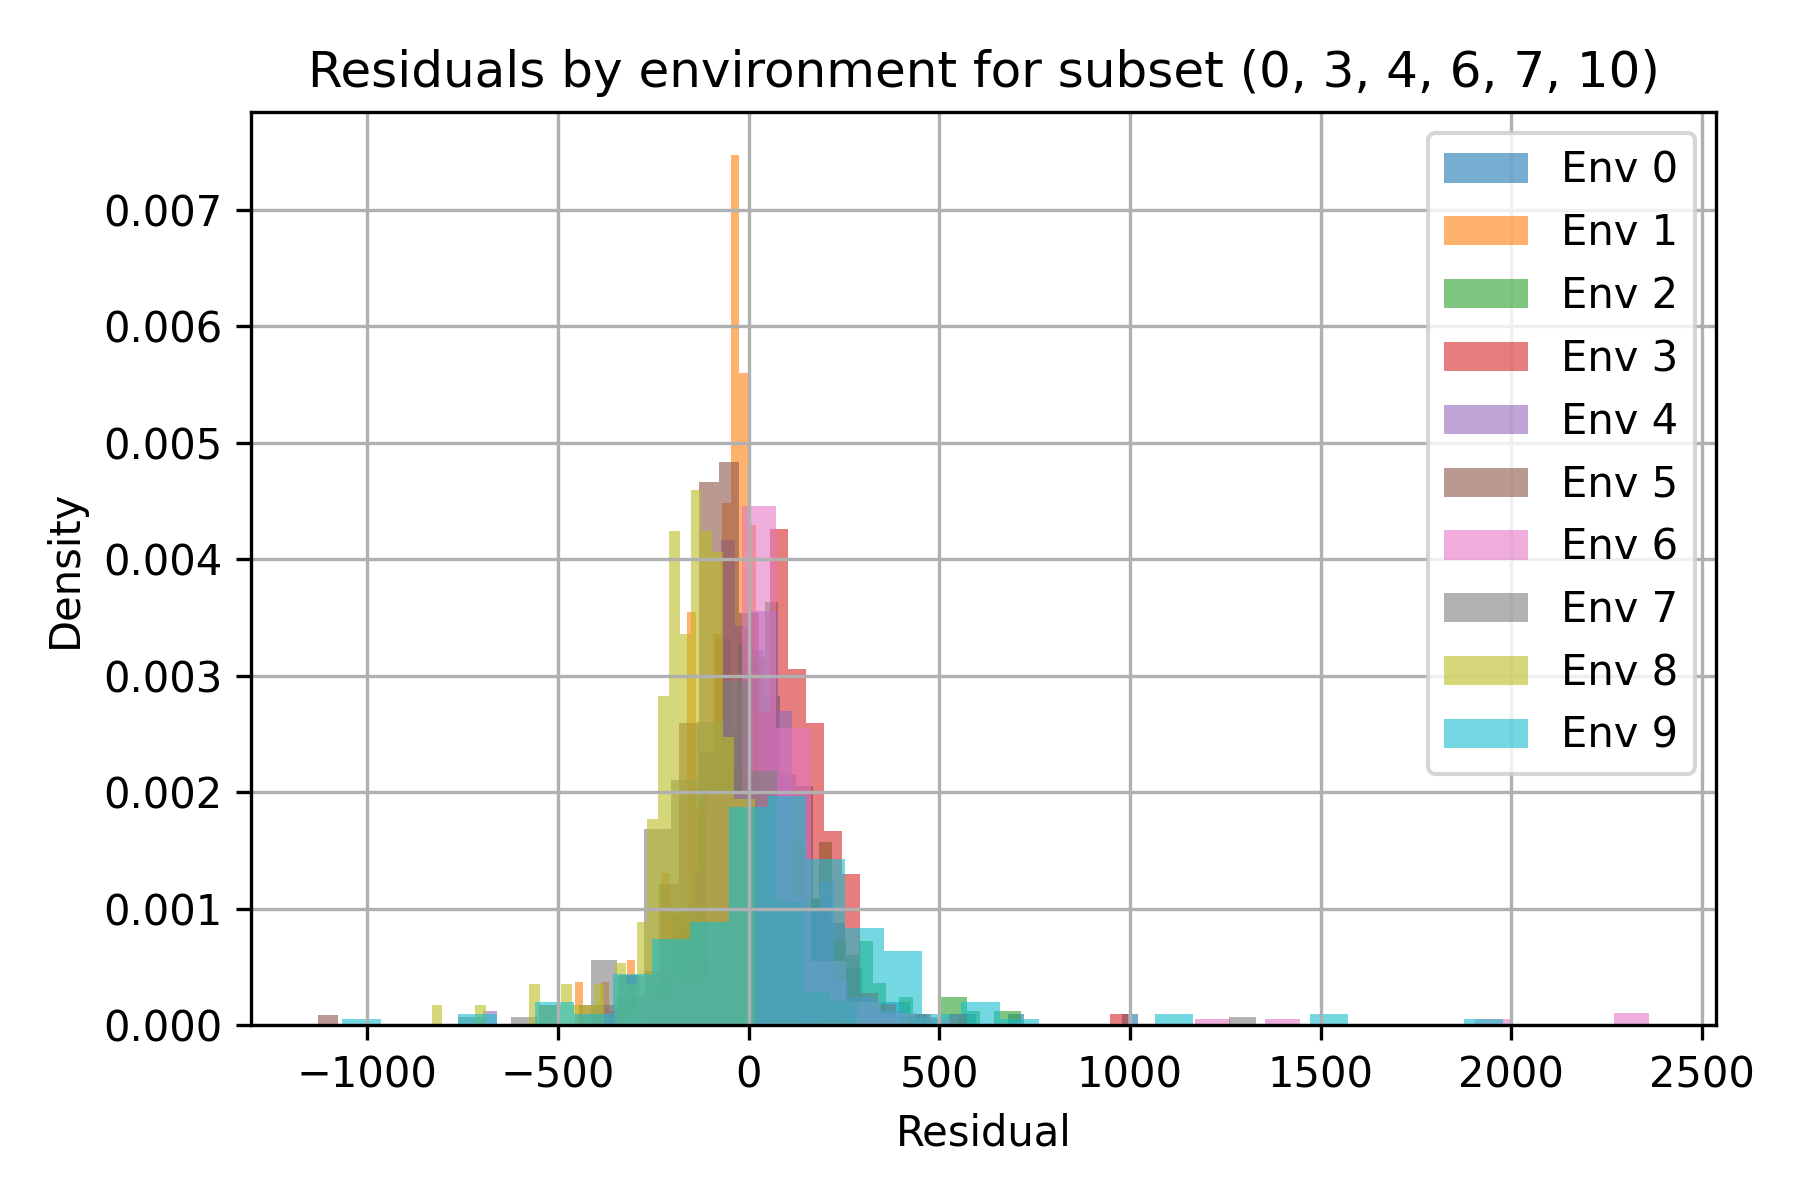 Residuals by environment for subset (0, 3, 4, 6, 7, 10)
Density
0.007
0.006
0.005
0.004
0.003
0.002
0.001
0.000
−1000
−500
0
500
1000
1500
2000
2500
Residual
Env 0
Env 1
Env 2
Env 3
Env 4
Env 5
Env 6
Env 7
Env 8
Env 9